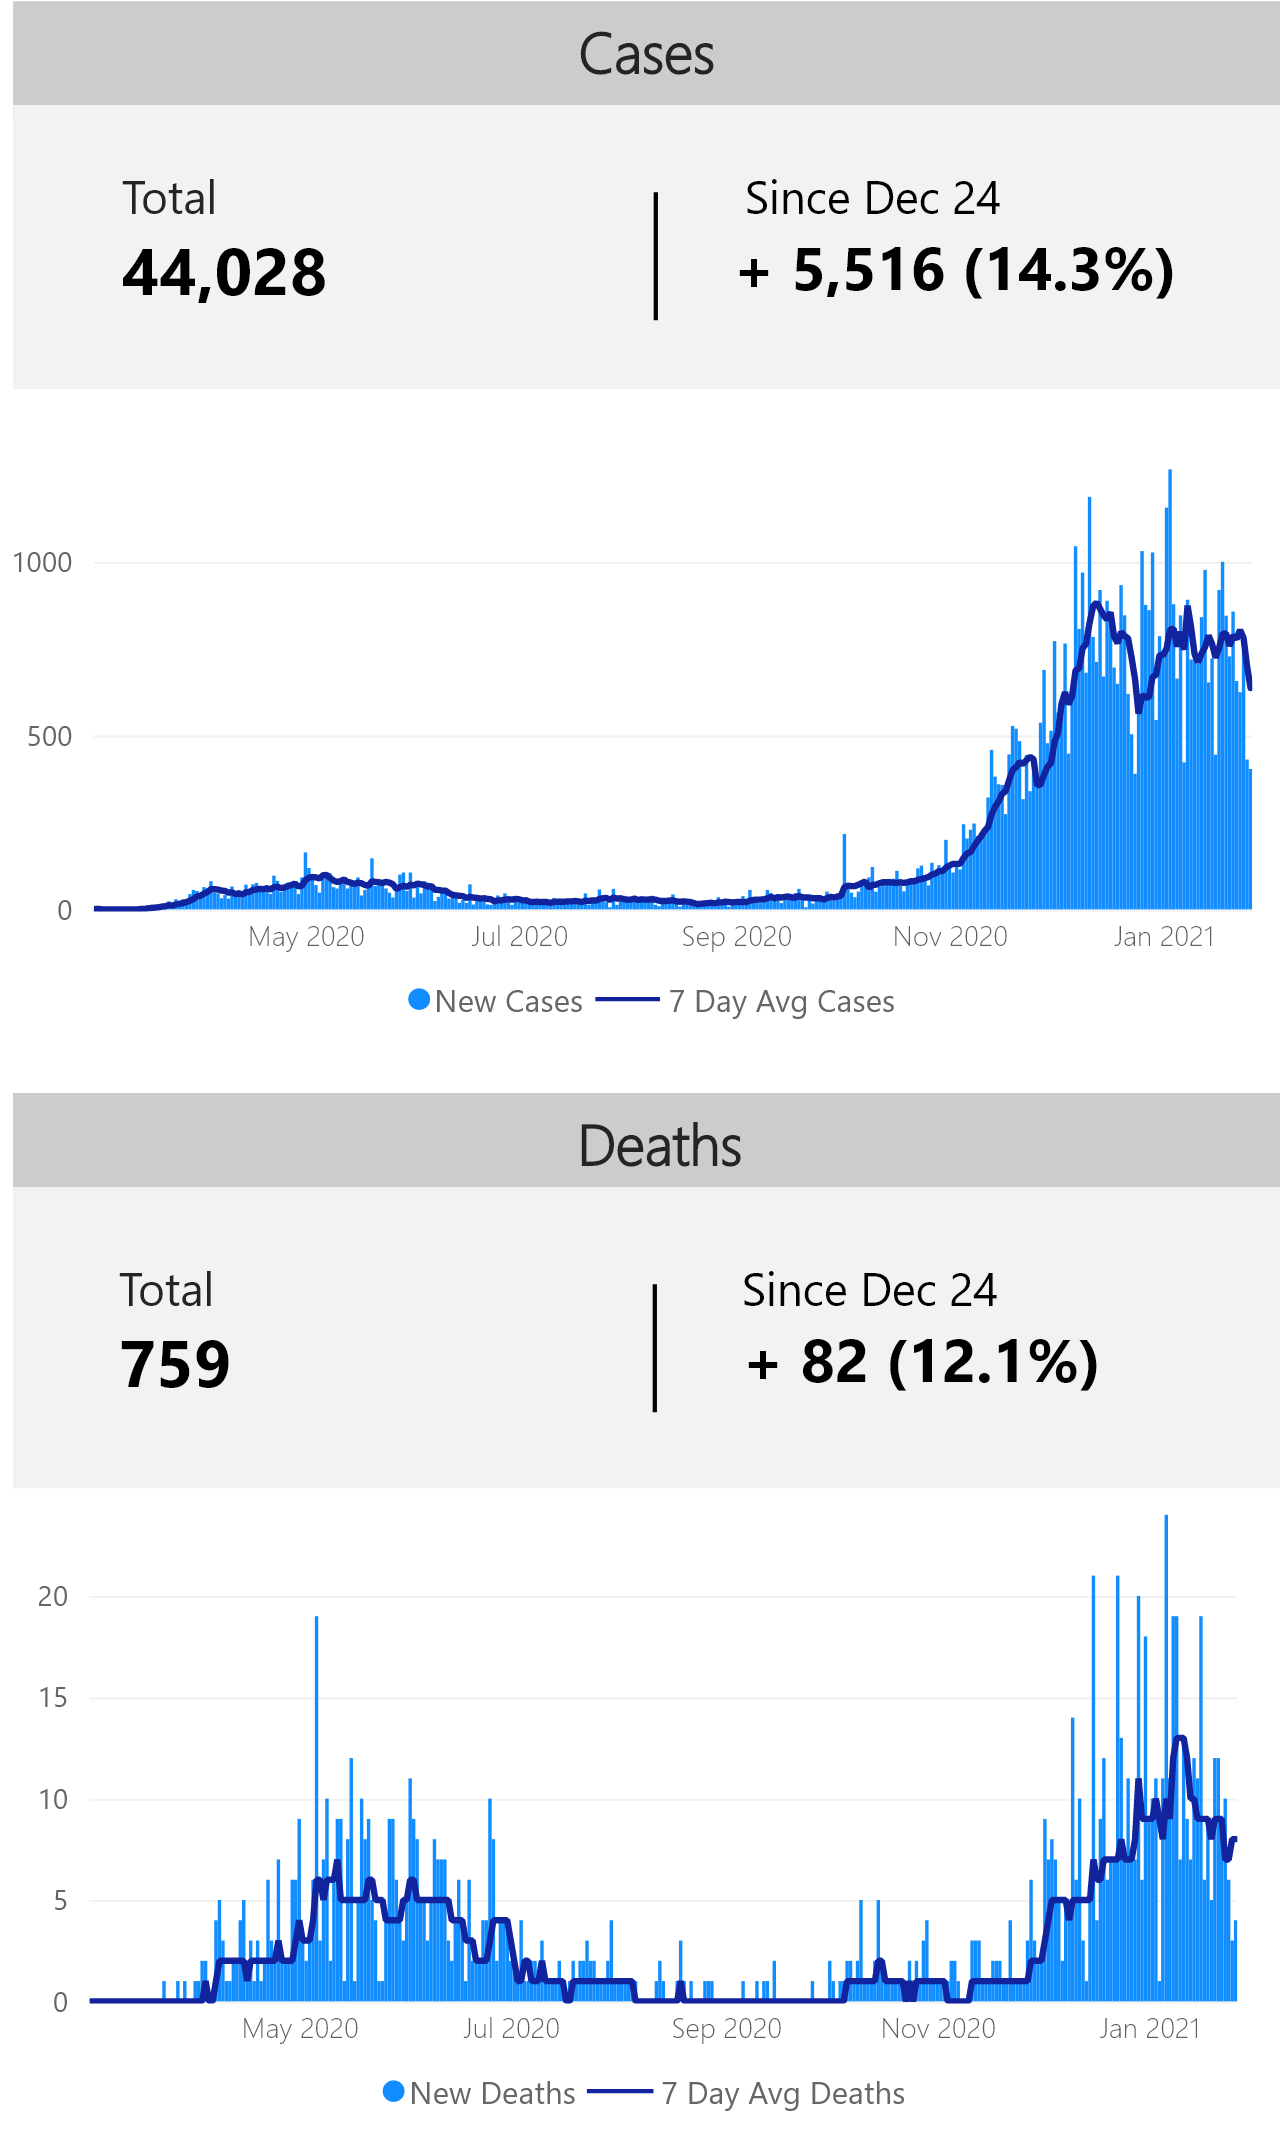 Cases
Total
Since Dec 24
44,028
+ 5,516 (14.3%)
1000
500
0
May 2020
Jul 2020
Sep 2020
Nov 2020
Jan 2021
New Cases
7 Day Avg Cases
Deaths
Total
Since Dec 24
759
+ 82 (12.1%)
20
15
10
5
0
May 2020
Jul 2020
Sep 2020
Nov 2020
Jan 2021
New Deaths
7 Day Avg Deaths